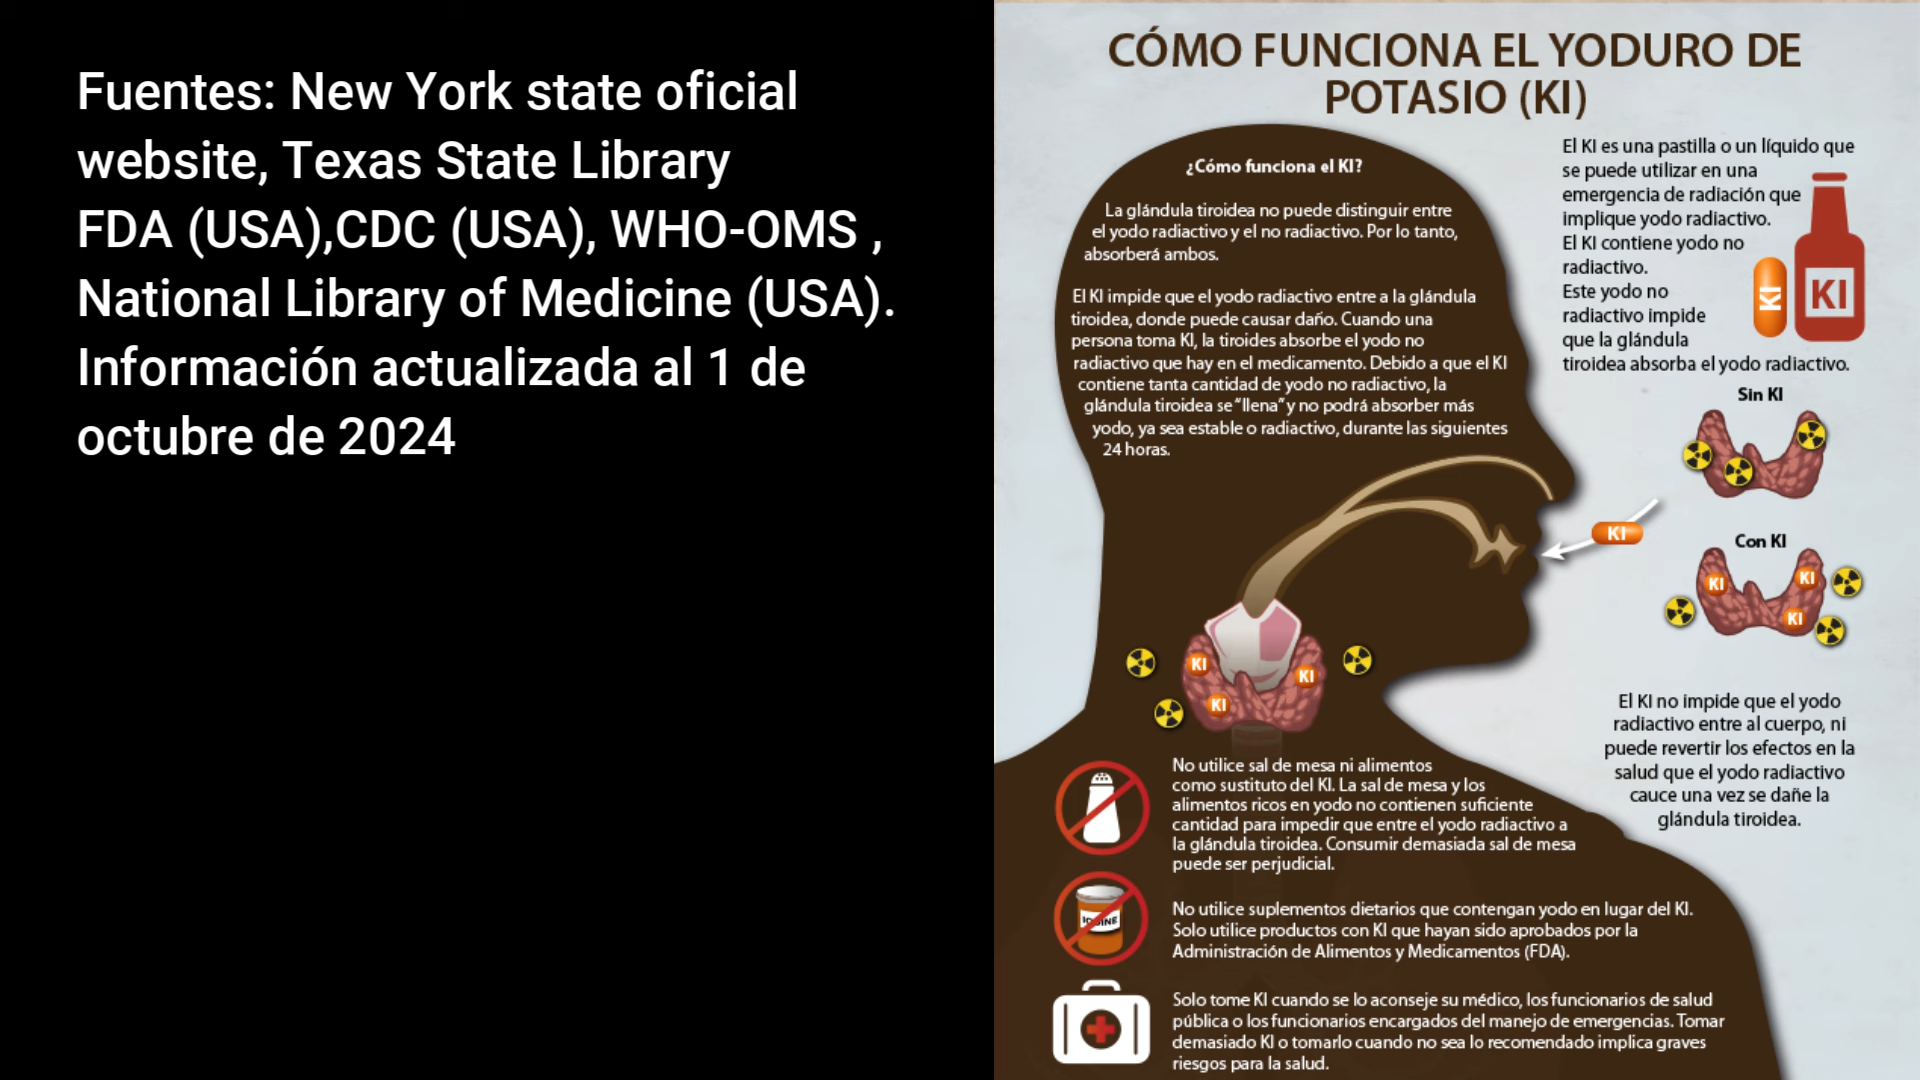 Fuentes: New York state oficial
website, Texas State Library
FDA (USA),CDC (USA), WHO-OMS ,
National Library of Medicine (USA).
Información actualizada al 1 de
octubre de 2024
CÓMO FUNCIONA EL YODURO DE
POTASIO (KI)
¿Cómo funciona el KI?
La glándula tiroidea no puede distinguir entre
el yodo radiactivo y el no radiactivo. Por lo tanto,
absorberá ambos.
El KI impide que el yodo radiactivo entre a la glándula
tiroidea, donde puede causar daño. Cuando una
persona toma KI, la tiroides absorbe el yodo no
radiactivo que hay en el medicamento. Debido a que el KI
contiene tanta cantidad de yodo no radiactivo, la
glándula tiroidea se “llena” y no podrá absorber más
yodo, ya sea estable o radiactivo, durante las siguientes
24 horas.
El KI es una pastilla o un líquido que
se puede utilizar en una
emergencia de radiación que
implique yodo radiactivo.
El KI contiene yodo no
radiactivo.
Este yodo no
radiactivo impide
que la glándula
tiroidea absorba el yodo radiactivo.
KI
KI
Sin KI
KI
Con KI
KI
KI
KI
KI
KI
KI
El KI no impide que el yodo
radiactivo entre al cuerpo, ni
puede revertir los efectos en la
salud que el yodo radiactivo
cauce una vez se dañe la
glándula tiroidea.
No utilice sal de mesa ni alimentos
como sustituto del KI. La sal de mesa y los
alimentos ricos en yodo no contienen suficiente
cantidad para impedir que entre el yodo radiactivo a
la glándula tiroidea. Consumir demasiada sal de mesa
puede ser perjudicial.
IODINE
No utilice suplementos dietarios que contengan yodo en lugar del KI.
Solo utilice productos con KI que hayan sido aprobados por la
Administración de Alimentos y Medicamentos (FDA).
Solo tome KI cuando se lo aconseje su médico, los funcionarios de salud
pública o los funcionarios encargados del manejo de emergencias. Tomar
demasiado KI o tomarlo cuando no sea lo recomendado implica graves
riesgos para la salud.